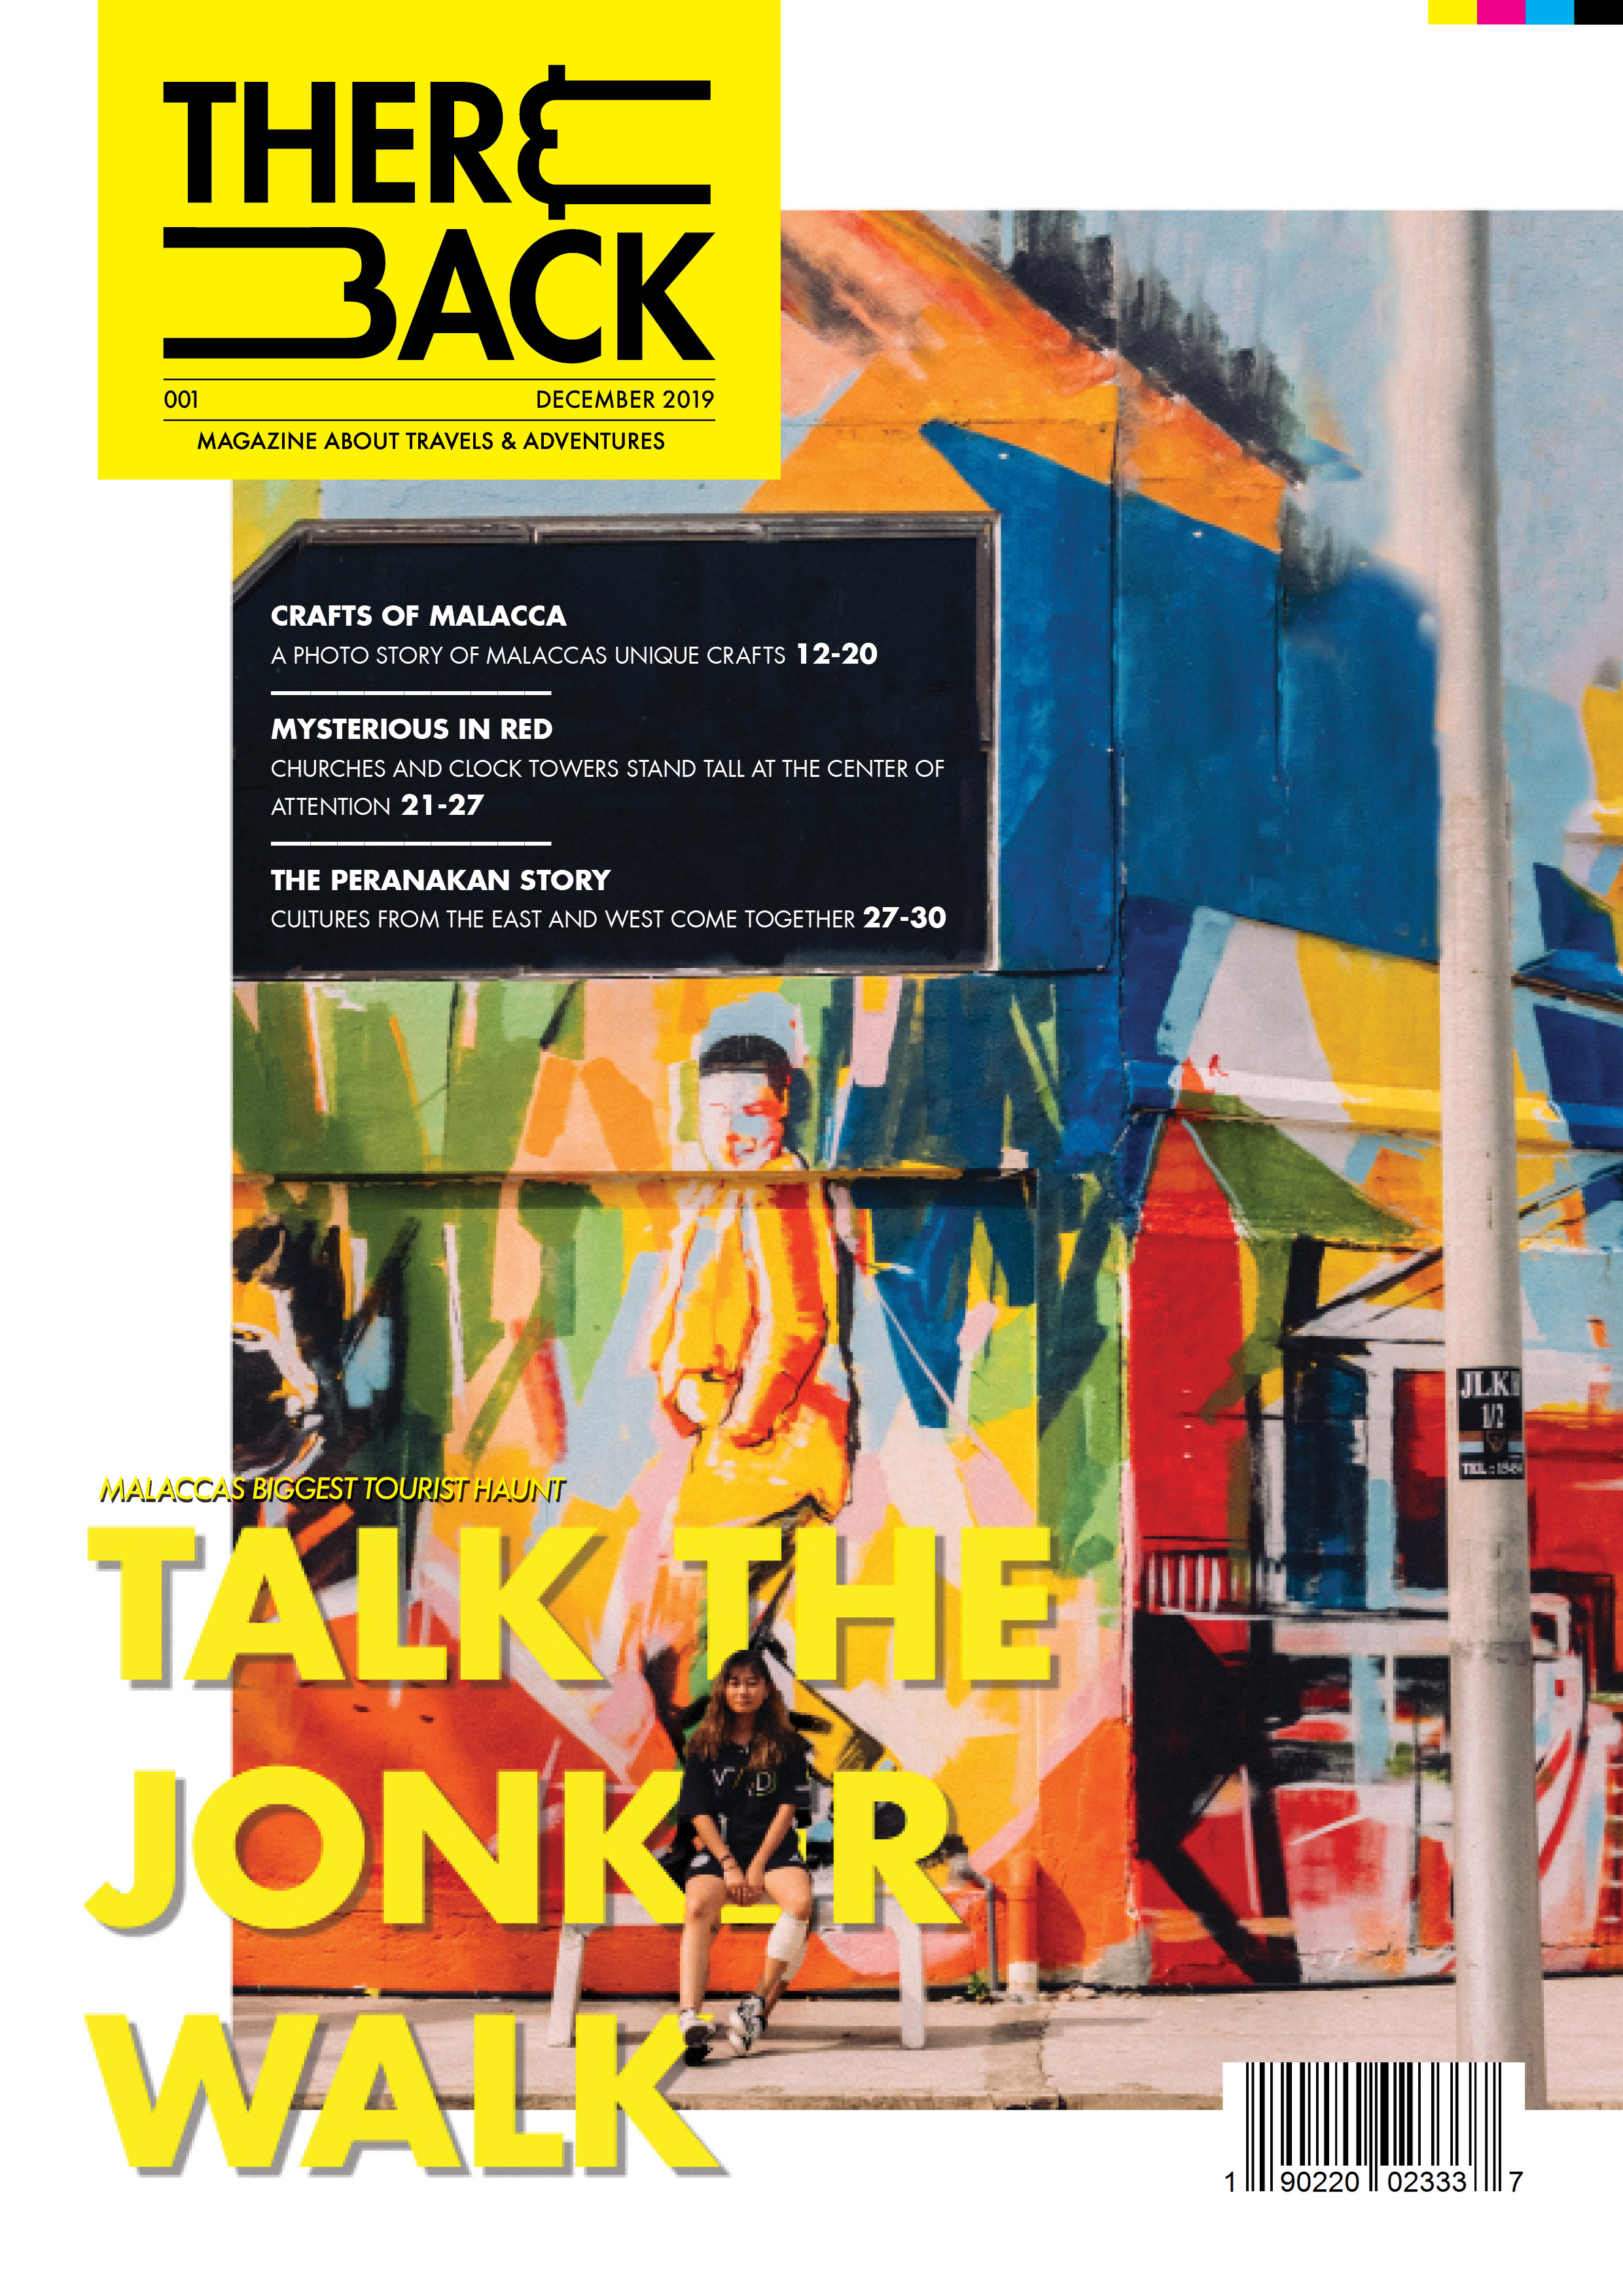 THER&
BACK
001 DECEMBER 2019
MAGAZINE ABOUT TRAVELS & ADVENTURES
CRAFTS OF MALACCA
A PHOTO STORY OF MALACCAS UNIQUE CRAFTS 12-20
MYSTERIOUS IN RED
CHURCHES AND CLOCK TOWERS STAND TALL AT THE CENTER OF
ATTENTION 21-27
THE PERANAKAN STORY
CULTURES FROM THE EAST AND WEST COME TOGETHER 27-30
JLKH
1/2
MALACCAS BIGGEST TOURIST HAUNT
TALK THE
JONKER
WALK
1 90220 02333 7